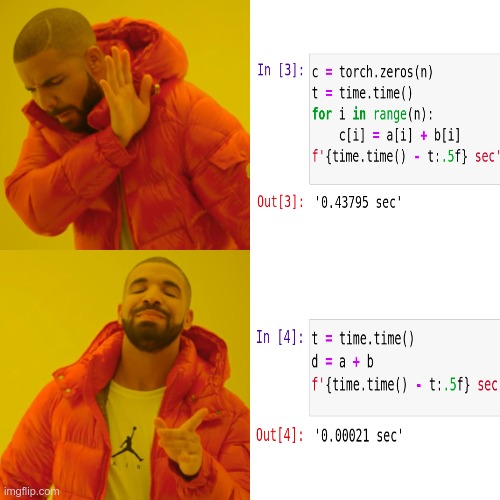 In [3]: c = torch.zeros(n)
t = time.time()
for i in range(n):
    c[i] = a[i] + b[i]
f'{time.time() - t:.5f} sec'
Out[3]: '0.43795 sec'
In [4]: t = time.time()
d = a + b
f'{time.time() - t:.5f} sec
Out[4]: '0.00021 sec'
AIR
imgflip.com